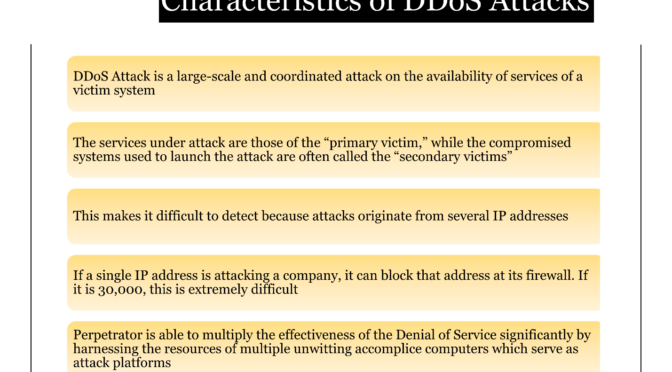 Characteristics of DDoS Attacks
DDoS Attack is a large-scale and coordinated attack on the availability of services of a
victim system
The services under attack are those of the “primary victim,” while the compromised
systems used to launch the attack are often called the “secondary victims”
This makes it difficult to detect because attacks originate from several IP addresses
If a single IP address is attacking a company, it can block that address at its firewall. If
it is 30,000, this is extremely difficult
Perpetrator is able to multiply the effectiveness of the Denial of Service significantly by
harnessing the resources of multiple unwitting accomplice computers which serve as
attack platforms